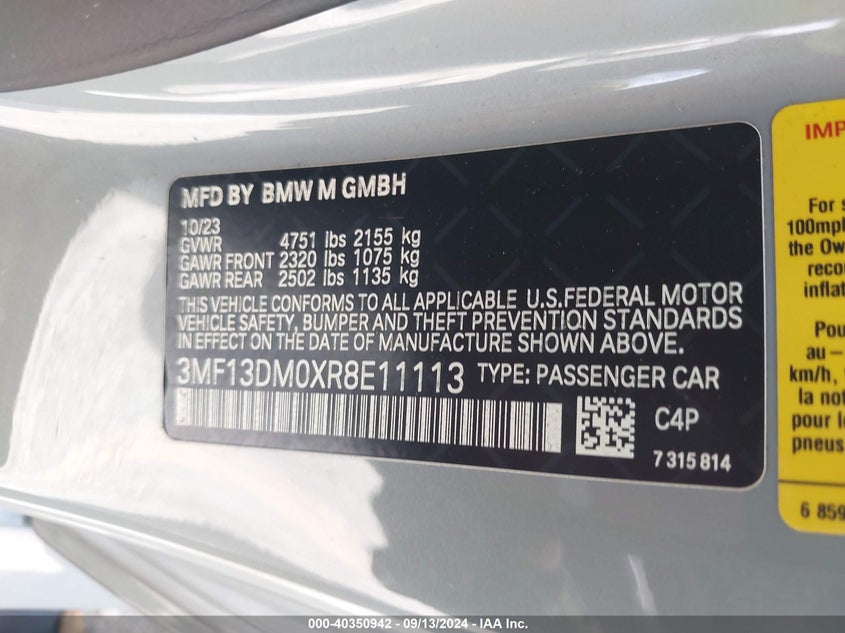 MFD BY BMW M GMBH
10/23
GVWR 4751 lbs 2155 kg
GAWR FRONT 2320 lbs 1075 kg
GAWR REAR 2502 lbs 1135 kg
THIS VEHICLE CONFORMS TO ALL APPLICABLE U.S.FEDERAL MOTOR
VEHICLE SAFETY, BUMPER AND THEFT PREVENTION STANDARDS
IN EFFECT ON THE DATE OF MANUFACTURE SHOWN ABOVE.
3MF13DM0XR8E11113 TYPE: PASSENGER CAR
C4P
7 315 814
IMP
For s
100mph
the Ow
reco
inflat
Pou
au –
km/h,
la not
pour l
pneus
6 859
000-40350942 - 09/13/2024 - IAA Inc.